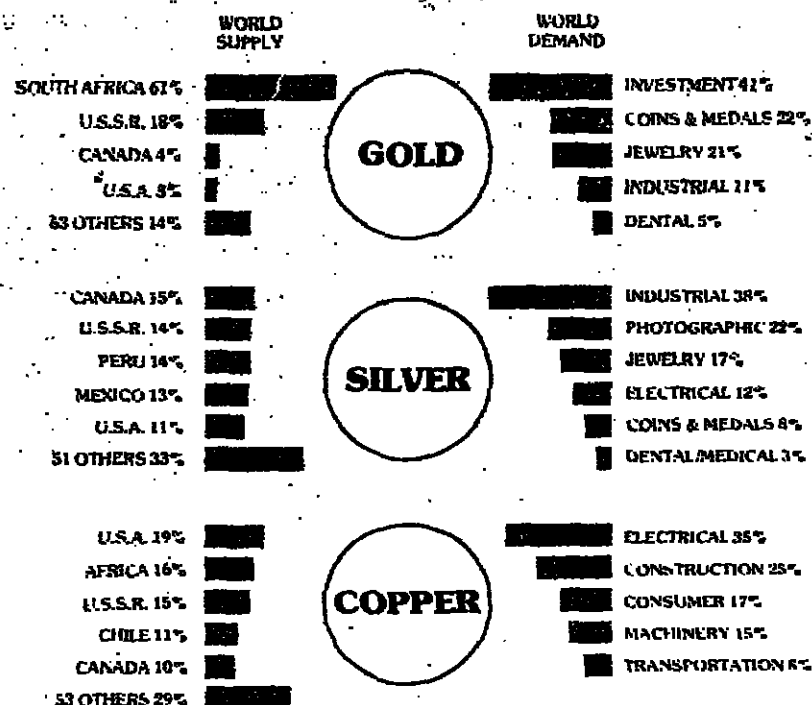 WORLD
SUPPLY
WORLD
DEMAND
GOLD
SOUTH AFRICA 61%
U.S.S.R. 18%
CANADA 4%
U.S.A. 3%
OTHERS 14%
INVESTMENT 41%
COINS & MEDALS 22%
JEWELRY 21%
INDUSTRIAL 11%
DENTAL 5%
SILVER
CANADA 15%
U.S.S.R. 14%
PERU 14%
MEXICO 13%
U.S.A. 11%
51 OTHERS 33%
INDUSTRIAL 38%
PHOTOGRAPHIC 22%
JEWELRY 17%
ELECTRICAL 12%
COINS & MEDALS 8%
DENTAL/MEDICAL 3%
COPPER
U.S.A. 19%
AFRICA 16%
U.S.S.R. 15%
CHILE 11%
CANADA 10%
53 OTHERS 29%
ELECTRICAL 35%
CONSTRUCTION 25%
CONSUMER 17%
MACHINERY 15%
TRANSPORTATION 8%